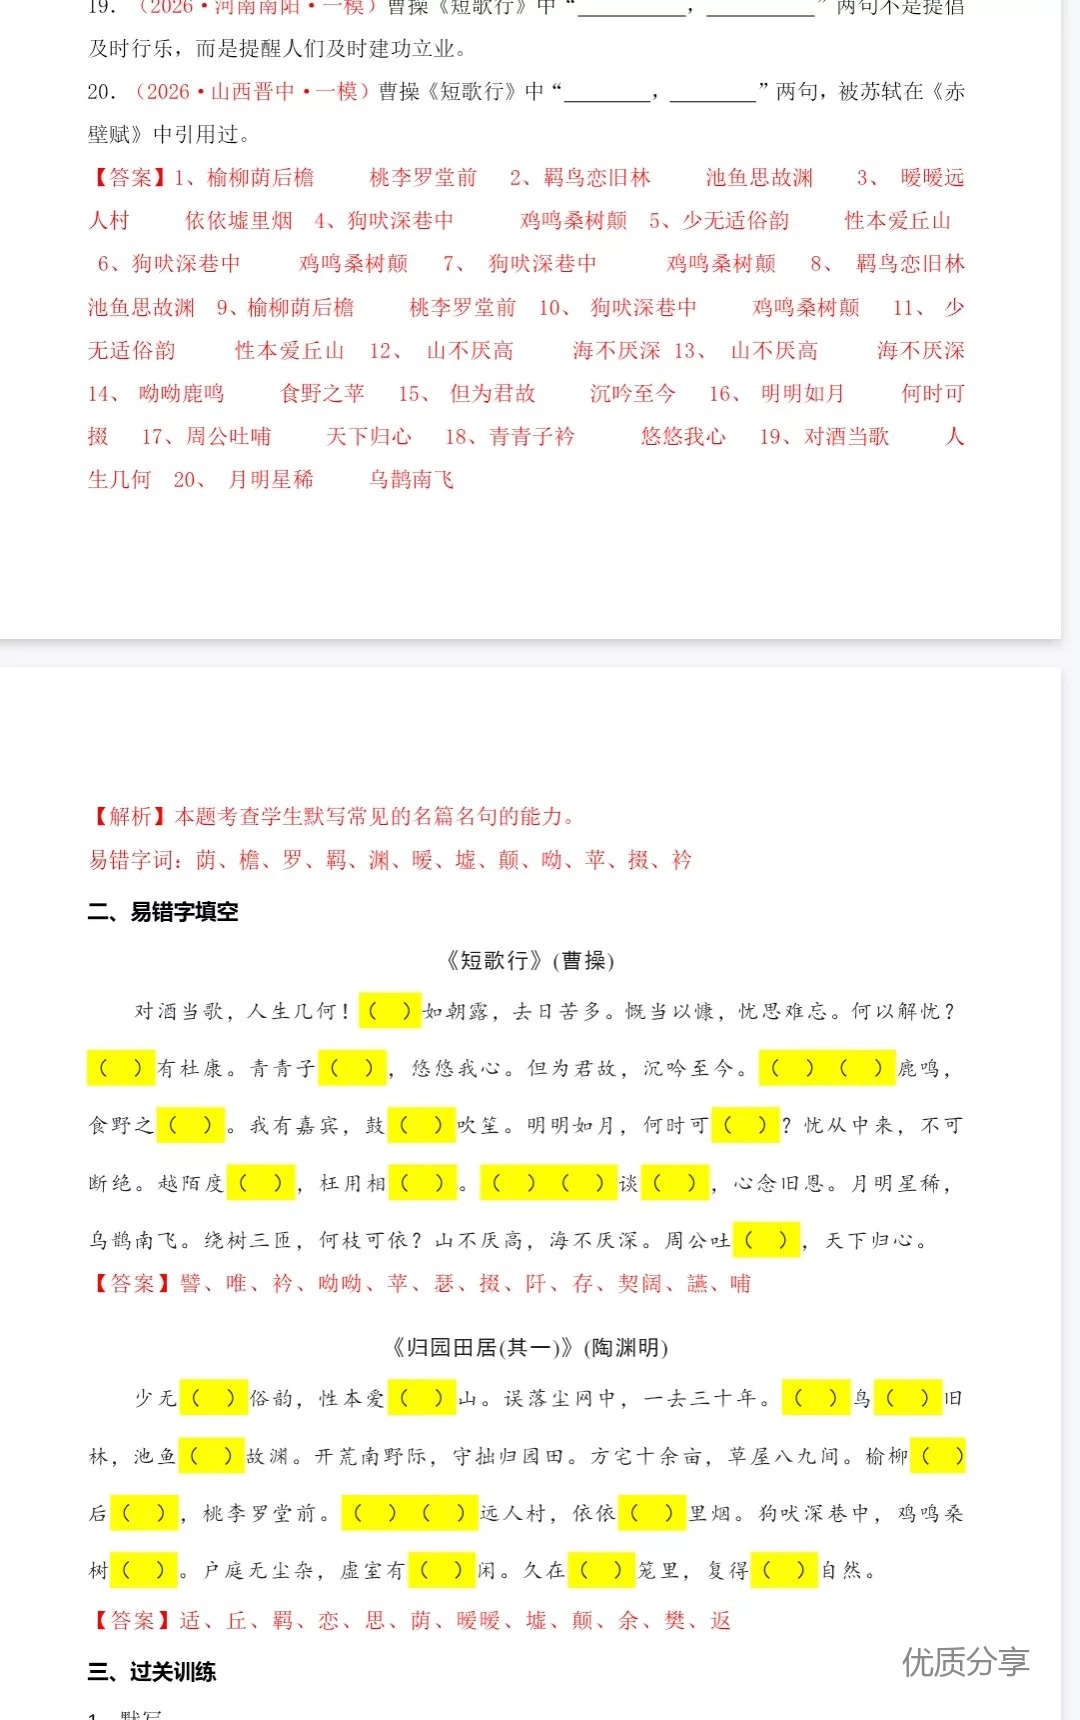 19．（2026·河南南阳·一模）曹操《短歌行》中“__________，__________”两句不是提倡
及时行乐，而是提醒人们及时建功立业。
20．（2026·山西晋中·一模）曹操《短歌行》中“________，________”两句，被苏轼在《赤
壁赋》中引用过。
【答案】1、榆柳荫后檐 桃李罗堂前 2、羁鸟恋旧林 池鱼思故渊 3、 暧暧远
人村 依依墟里烟 4、狗吠深巷中 鸡鸣桑树颠 5、少无适俗韵 性本爱丘山
6、狗吠深巷中 鸡鸣桑树颠 7、 狗吠深巷中 鸡鸣桑树颠 8、 羁鸟恋旧林
池鱼思故渊 9、榆柳荫后檐 桃李罗堂前 10、 狗吠深巷中 鸡鸣桑树颠 11、 少
无适俗韵 性本爱丘山 12、 山不厌高 海不厌深 13、 山不厌高 海不厌深
14、 呦呦鹿鸣 食野之苹 15、 但为君故 沉吟至今 16、 明明如月 何时可
掇 17、周公吐哺 天下归心 18、青青子衿 悠悠我心 19、对酒当歌 人
生几何 20、 月明星稀 乌鹊南飞
【解析】本题考查学生默写常见的名篇名句的能力。
易错字词：荫、檐、罗、羁、渊、暧、墟、颠、呦、苹、掇、衿
二、易错字填空
《短歌行》(曹操)
对酒当歌，人生几何！（ ）如朝露，去日苦多。慨当以慷，忧思难忘。何以解忧？
（ ）有杜康。青青子（ ），悠悠我心。但为君故，沉吟至今。（ ）（ ）鹿鸣，
食野之（ ）。我有嘉宾，鼓（ ）吹笙。明明如月，何时可（ ）？忧从中来，不可
断绝。越陌度（ ），枉用相（ ）。（ ）（ ）谈（ ），心念旧恩。月明星稀，
乌鹊南飞。绕树三匝，何枝可依？山不厌高，海不厌深。周公吐（ ），天下归心。
【答案】譬、唯、衿、呦呦、苹、瑟、掇、阡、存、契阔、讌、哺
《归园田居(其一)》(陶渊明)
少无（ ）俗韵，性本爱（ ）山。误落尘网中，一去三十年。（ ）鸟（ ）旧
林，池鱼（ ）故渊。开荒南野际，守拙归园田。方宅十余亩，草屋八九间。榆柳（ ）
后（ ），桃李罗堂前。（ ）（ ）远人村，依依（ ）里烟。狗吠深巷中，鸡鸣桑
树（ ）。户庭无尘杂，虚室有（ ）闲。久在（ ）笼里，复得（ ）自然。
【答案】适、丘、羁、恋、思、荫、暧暧、墟、颠、余、樊、返
三、过关训练
优质分享
1．默写